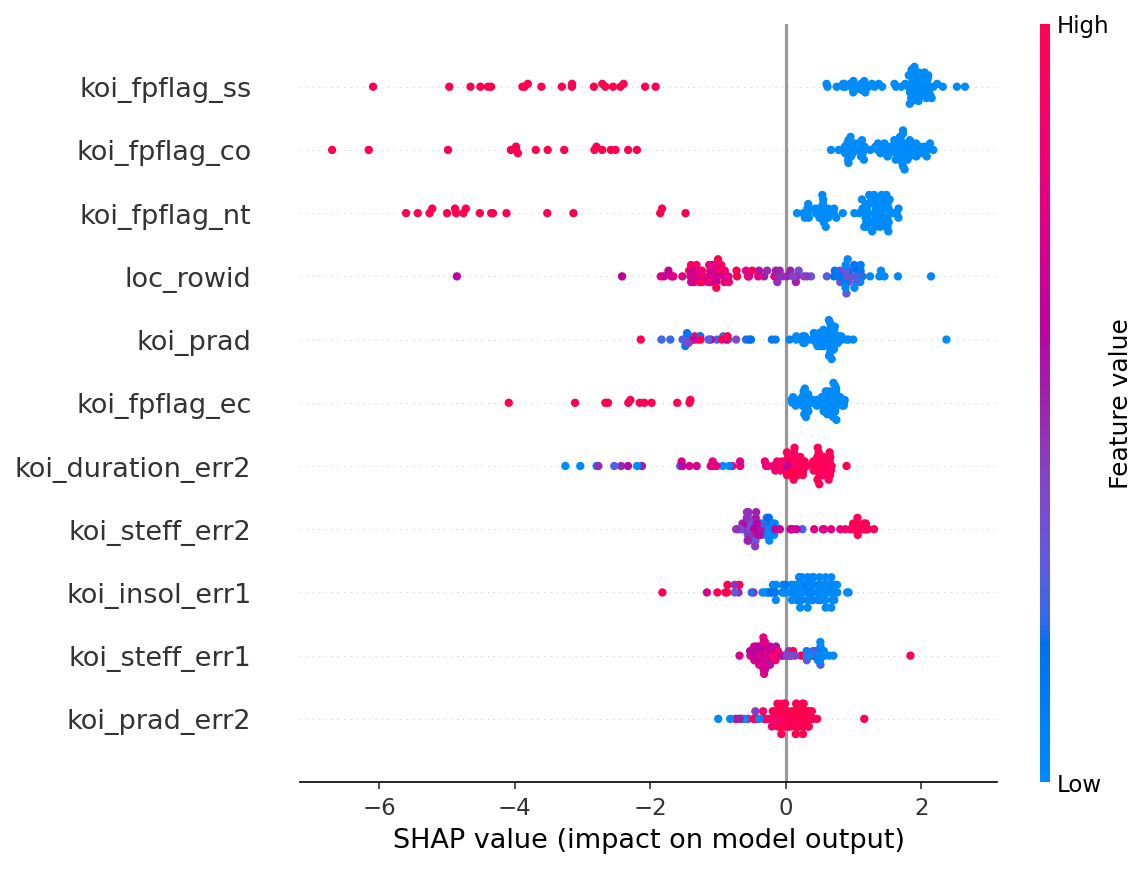 High
koi_fpflag_ss
koi_fpflag_co
koi_fpflag_nt
loc_rowid
koi_prad
koi_fpflag_ec
koi_duration_err2
koi_steff_err2
koi_insol_err1
koi_steff_err1
koi_prad_err2
Feature value
Low
−6 −4 −2 0 2
SHAP value (impact on model output)